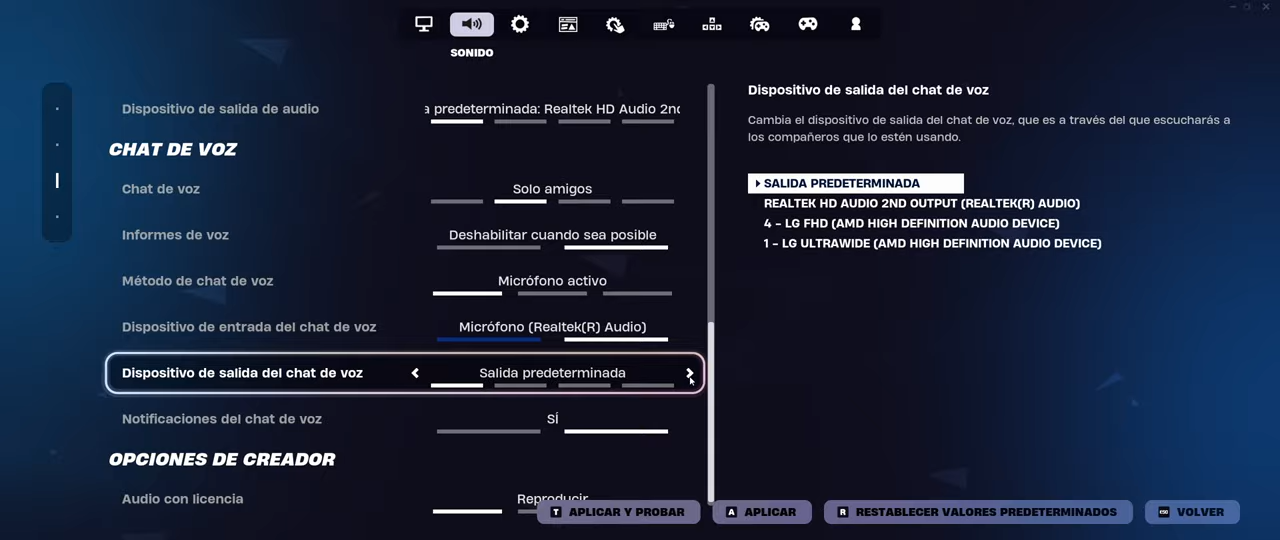 SONIDO
Dispositivo de salida de audio
a predeterminada: Realtek HD Audio 2nd
CHAT DE VOZ
Chat de voz
Solo amigos
Informes de voz
Deshabilitar cuando sea posible
Método de chat de voz
Micrófono activo
Dispositivo de entrada del chat de voz
Micrófono (Realtek(R) Audio)
Dispositivo de salida del chat de voz
Salida predeterminada
Notificaciones del chat de voz
SÍ
OPCIONES DE CREADOR
Audio con licencia
Reproducir
Dispositivo de salida del chat de voz
Cambia el dispositivo de salida del chat de voz, que es a través del que escucharás a
los compañeros que lo estén usando.
SALIDA PREDETERMINADA
REALTEK HD AUDIO 2ND OUTPUT (REALTEK(R) AUDIO)
4 - LG FHD (AMD HIGH DEFINITION AUDIO DEVICE)
1 - LG ULTRAWIDE (AMD HIGH DEFINITION AUDIO DEVICE)
T APLICAR Y PROBAR
A APLICAR
R RESTABLECER VALORES PREDETERMINADOS
ESC VOLVER